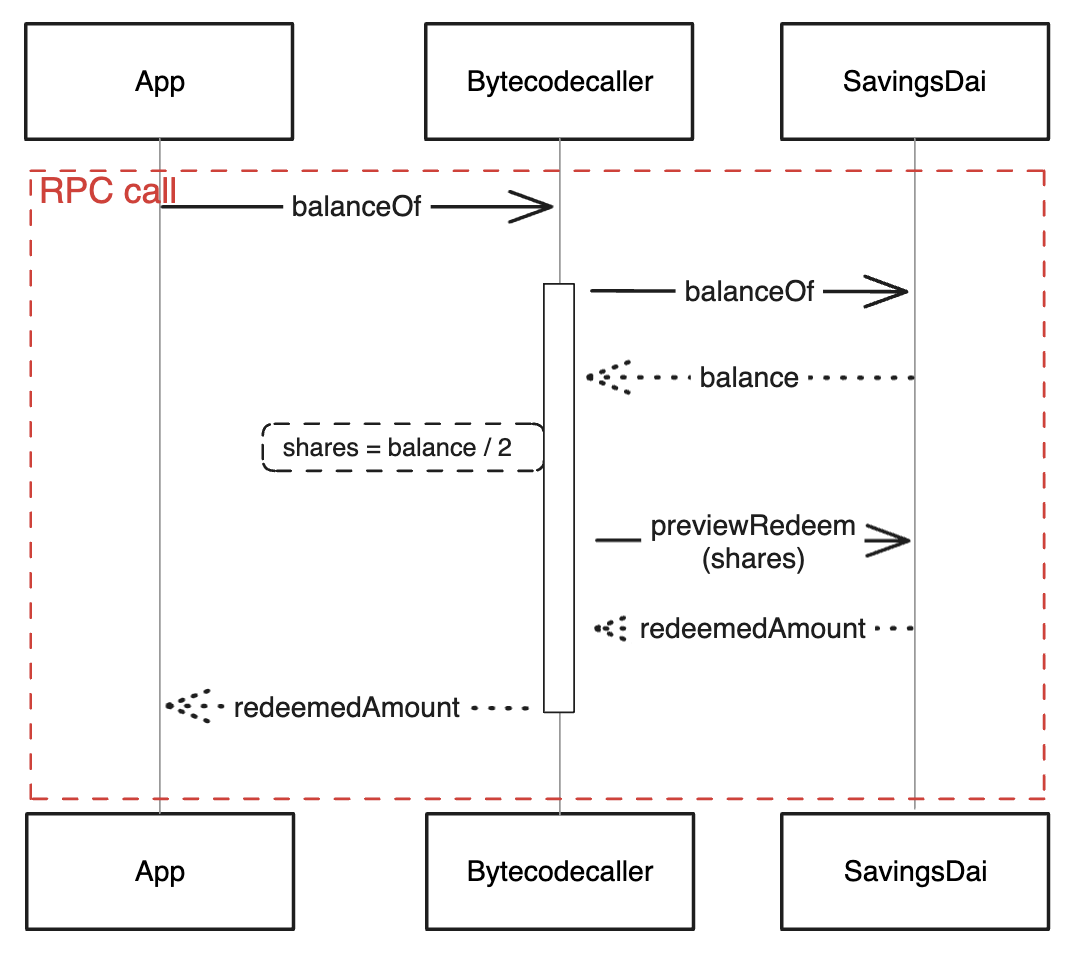 App
Bytecodecaller
SavingsDai
RPC call
balanceOf
balanceOf
balance
shares = balance / 2
previewRedeem
(shares)
redeemedAmount
redeemedAmount
App
Bytecodecaller
SavingsDai